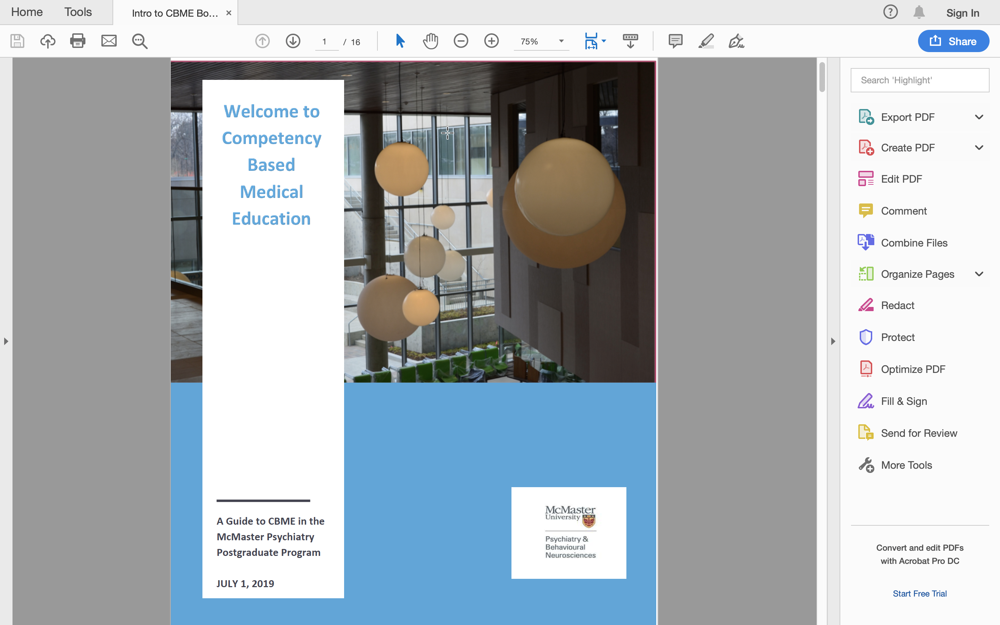 Home
Tools
Intro to CBME Bo...
Sign In
1 / 16
75%
Share
Welcome to
Competency
Based
Medical
Education
A Guide to CBME in the
McMaster Psychiatry
Postgraduate Program
JULY 1, 2019
McMaster
University
Psychiatry &
Behavioural
Neurosciences
Search 'Highlight'
Export PDF
Create PDF
Edit PDF
Comment
Combine Files
Organize Pages
Redact
Protect
Optimize PDF
Fill & Sign
Send for Review
More Tools
Convert and edit PDFs
with Acrobat Pro DC
Start Free Trial